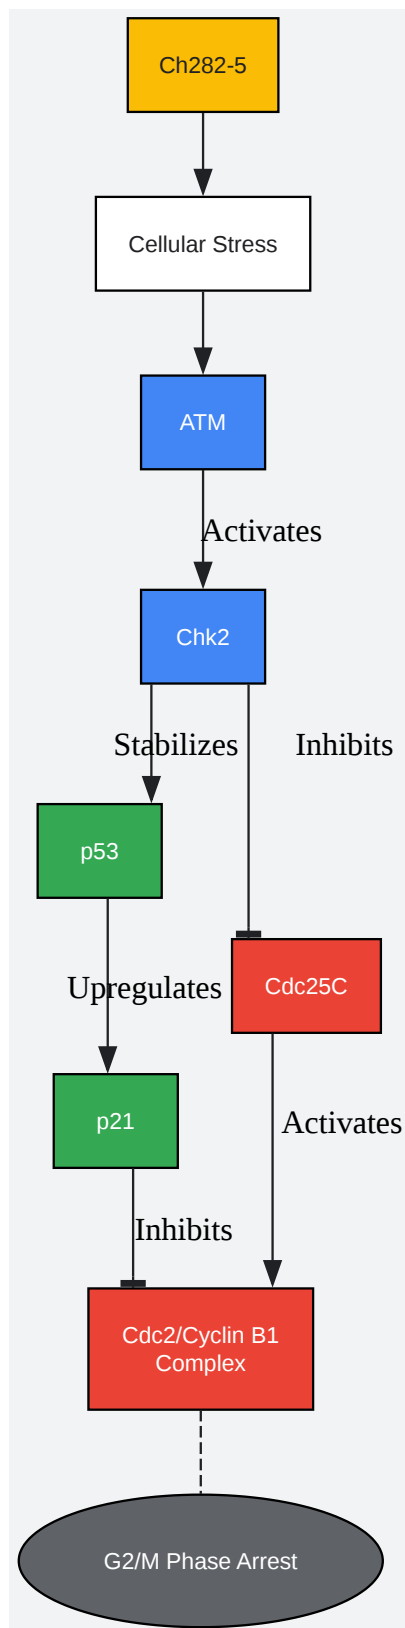 Ch282-5
Cellular Stress
ATM
Activates
Chk2
Stabilizes
Inhibits
p53
Upregulates
Cdc25C
p21
Activates
Inhibits
Cdc2/Cyclin B1
Complex
G2/M Phase Arrest